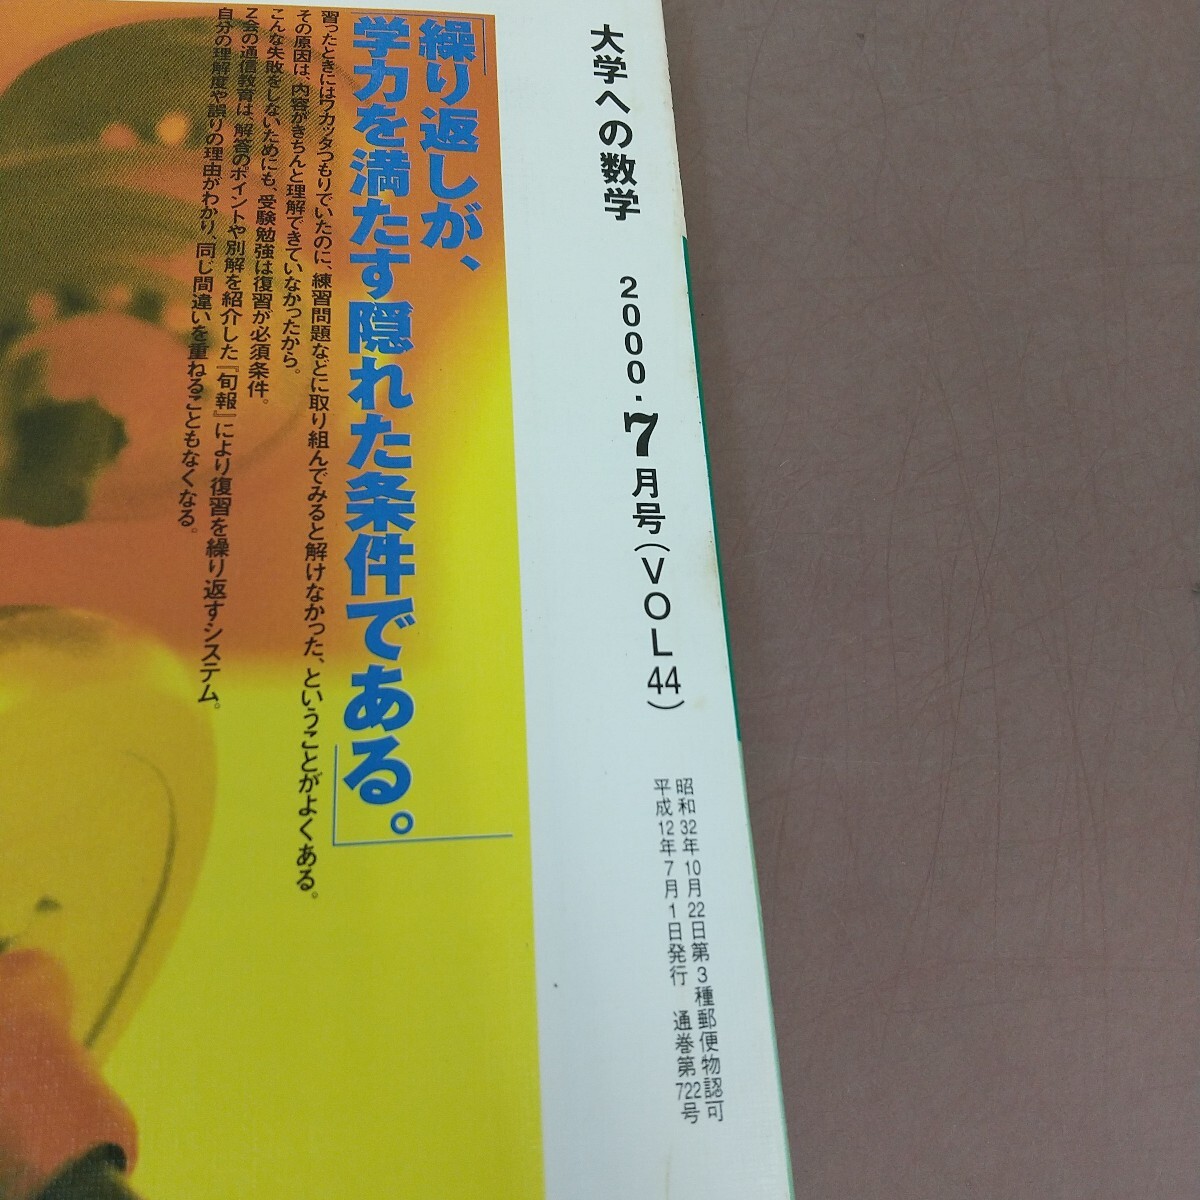 大学への数学 2000・7月号(VOL44)
昭和32年10月22日第3種郵便物認可
平成12年7月1日発行 通巻第722号
「繰り返しが、
学力を満たす隠れた条件である。」
習ったときにはワカッタつもりでいたのに、練習問題などに取り組んでみると解けなかった、ということがよくある。
その原因は、内容がきちんと理解できていなかったから。
こんな失敗をしないためにも、受験勉強は復習が必須条件。
Z会の通信教育は、解答のポイントや別解を紹介した『旬報』により復習を繰り返すシステム。
自分の理解度や誤りの理由がわかり、同じ間違いを重ねることもなくなる。